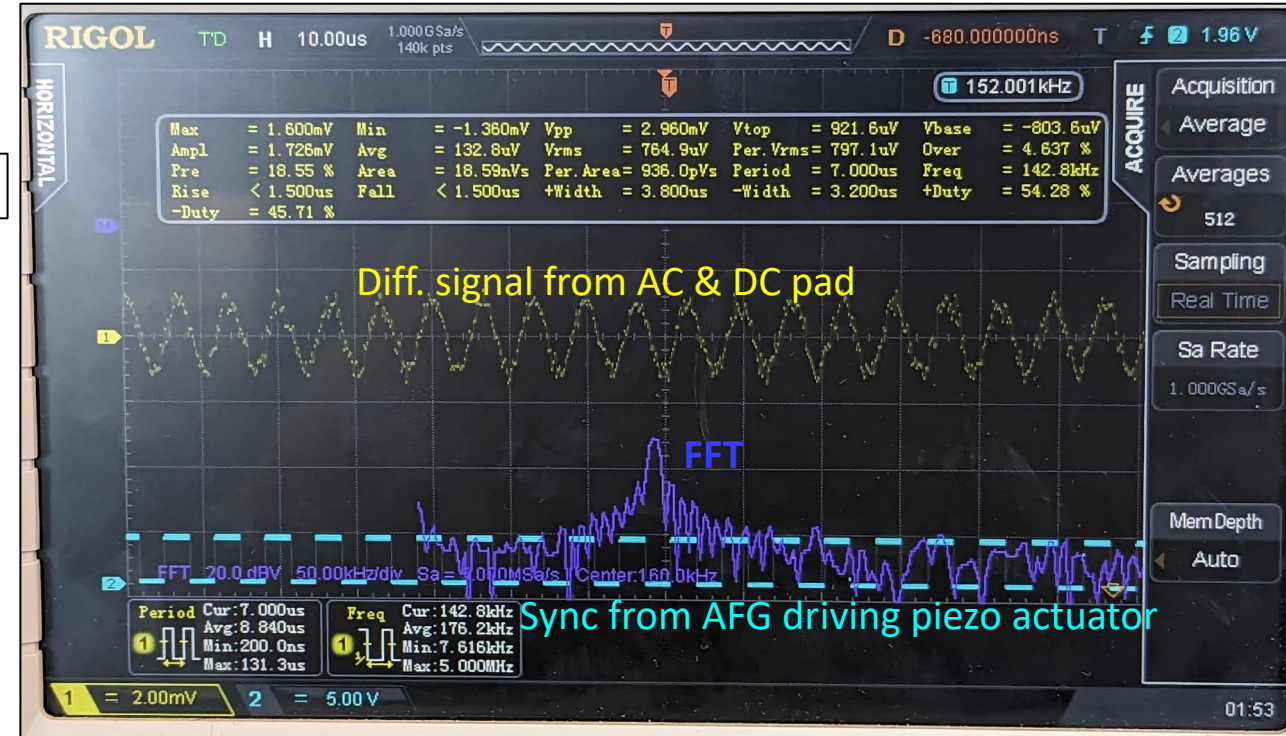 RIGOL T'D H 10.00us 1.000GSa/s 140k pts T D -680.000000ns T 2 1.96 V
HORIZONTAL
T
T 152.001kHz
ACQUIRE
Acquisition
Average
Averages
512
Sampling
Real Time
Sa Rate
1.000GSa/s
MemDepth
Auto
Max = 1.600mV Min = -1.360mV Vpp = 2.960mV Vtop = 921.6uV Vbase = -803.6uV
Ampl = 1.726mV Avg = 132.8uV Vrms = 764.9uV Per.Vrms= 797.1uV Over = 4.637 %
Pre = 18.55 % Area = 18.59nVs Per.Area= 936.0pVs Period = 7.000us Freq = 142.8kHz
Rise < 1.500us Fall < 1.500us +Width = 3.800us -Width = 3.200us +Duty = 54.28 %
-Duty = 45.71 %
M
Diff. signal from AC & DC pad
1
FFT
2
FFT 20.0 dBV 50.00kHz/div Center:160.0kHz
Sync from AFG driving piezo actuator
Period Cur:7.000us
Avg:8.840us
1 Min:200.0ns
Max:131.3us
Freq Cur:142.8kHz
Avg:176.2kHz
1 Min:7.616kHz
Max:5.000MHz
1 = 2.00mV 2 = 5.00 V
01:53